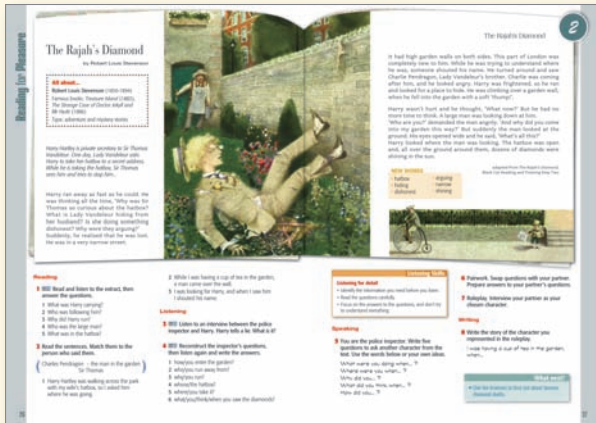 Reading for Pleasure
The Rajah's Diamond
by Robert Louis Stevenson
All about...
Robert Louis Stevenson (1850-1894)
Famous books: Treasure Island (1883),
The Strange Case of Doctor Jekyll and
Mr Hyde (1886)
Type: adventure and mystery stories
Harry Hartley is private secretary to Sir Thomas
Vandeleur. One day, Lady Vandeleur asks
Harry to take her hatbox to a secret address.
While he is taking the hatbox, Sir Thomas
sees him and tries to stop him...
Harry ran away as fast as he could. He
was thinking all the time, 'Why was Sir
Thomas so curious about the hatbox?
What is Lady Vandeleur hiding from
her husband? Is she doing something
dishonest? Why were they arguing?'
Suddenly, he realised that he was lost.
He was in a very narrow street.
The Rajah's Diamond
2
It had high garden walls on both sides. This part of London was
completely new to him. While he was trying to understand where
he was, someone shouted his name. He turned around and saw
Charlie Pendragon, Lady Vandeleur's brother. Charlie was coming
after him, and he looked angry. Harry was frightened, so he ran
and looked for a place to hide. He was climbing over a garden wall,
when he fell into the garden with a soft 'thump'.
Harry wasn't hurt and he thought, 'What now?' But he had no
more time to think. A large man was looking down at him.
'Who are you?' demanded the man angrily. 'And why did you come
into my garden this way?' But suddenly the man looked at the
ground. His eyes opened wide and he said, 'What's all this?'
Harry looked where the man was looking. The hatbox was open
and, all over the ground around them, dozens of diamonds were
shining in the sun.
adapted from The Rajah's Diamond,
Black Cat Reading and Training Step Two
NEW WORDS
• hatbox • arguing
• hiding • narrow
• dishonest • shining
Reading
1 Read and listen to the extract, then
answer the questions.
1 What was Harry carrying?
2 Who was following him?
3 Why did Harry run?
4 Who was the large man?
5 What was in the hatbox?
2 Read the sentences. Match them to the
person who said them.
Charlie Pendragon – the man in the garden
Sir Thomas
1 Harry Hartley was walking across the park
with my wife's hatbox, so I asked him
where he was going.
2 While I was having a cup of tea in the garden,
a man came over the wall.
3 I was looking for Harry, and when I saw him
I shouted his name.
Listening
3 Listen to an interview between the police
inspector and Harry. Harry tells a lie. What is it?
4 Reconstruct the inspector's questions,
then listen again and write the answers.
1 how/you enter the garden?
2 why/you run away from?
3 why/you run?
4 whose/the hatbox?
5 where/you take it?
6 what/you/think/when you saw the diamonds?
Listening Skills
Listening for detail
• Identify the information you need before you listen.
• Read the questions carefully.
• Focus on the answers to the questions, and don't try
to understand everything.
Speaking
5 You are the police inspector. Write five
questions to ask another character from the
text. Use the words below or your own ideas.
What were you doing when... ?
Where were you when... ?
Why did you... ?
What did you think when... ?
How did you... ?
6 Pairwork. Swap questions with your partner.
Prepare answers to your partner's questions.
7 Roleplay. Interview your partner as your
chosen character.
Writing
8 Write the story of the character you
represented in the roleplay.
I was having a cup of tea in the garden,
when...
What next?